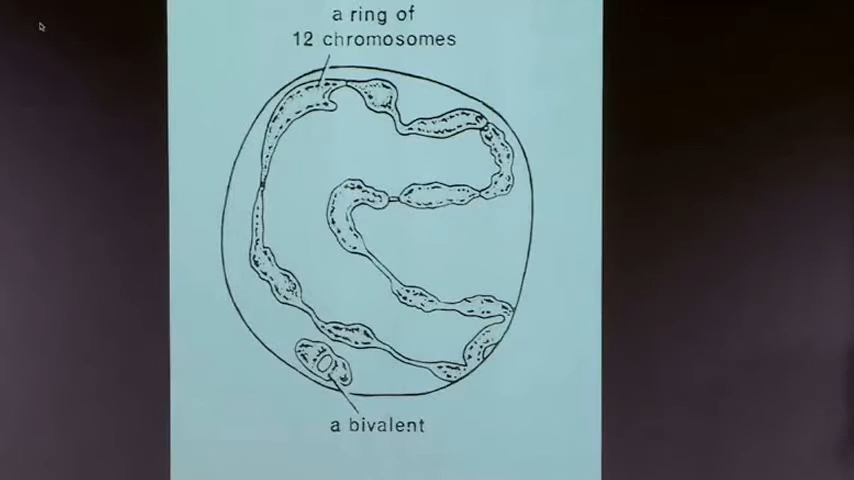 a ring of
12 chromosomes
a bivalent